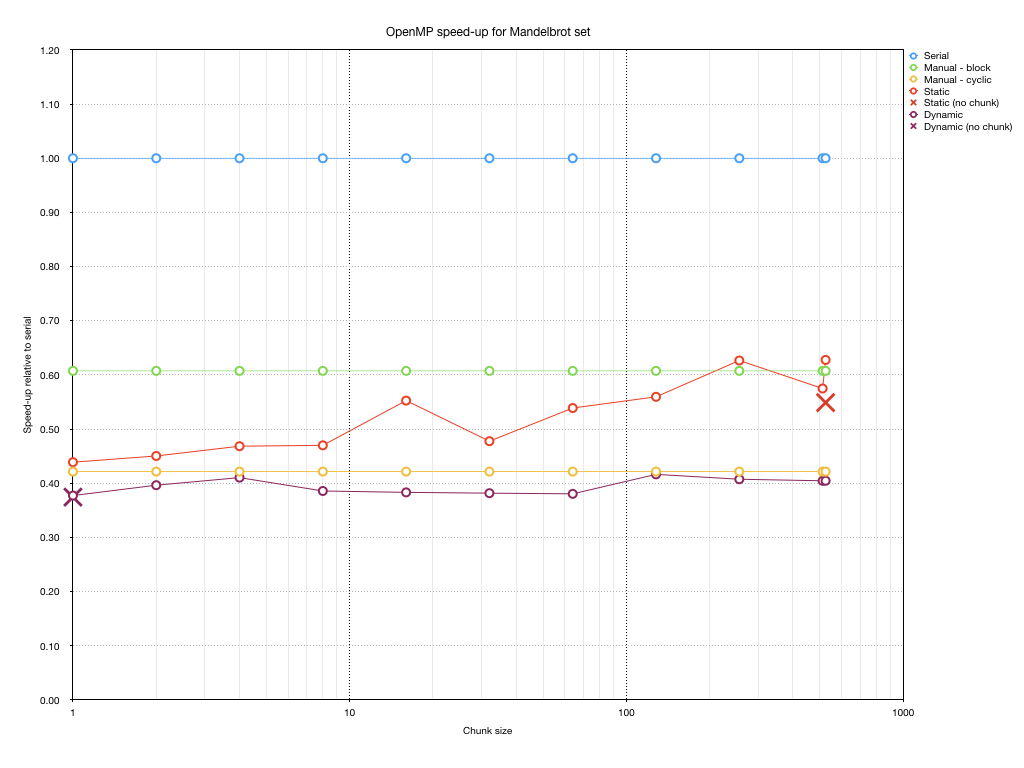 OpenMP speed-up for Mandelbrot set
1.20
1.10
1.00
0.90
0.80
0.70
0.60
0.50
0.40
0.30
0.20
0.10
0.00
Speed-up relative to serial
1
10
100
1000
Chunk size
Serial
Manual - block
Manual - cyclic
Static
Static (no chunk)
Dynamic
Dynamic (no chunk)